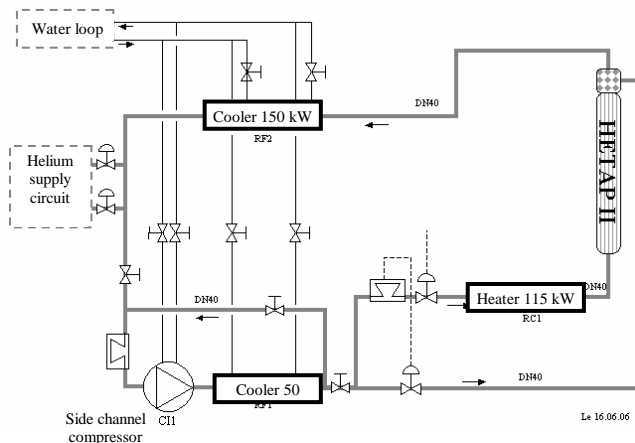 Water loop
DN40
Cooler 150 kW
RF2
HETAP II
Helium
supply
circuit
DN40
Heater 115 kW
DN40
RC1
Cooler 50
RF1
DN40
CI1
Side channel
compressor
Le 16.06.06